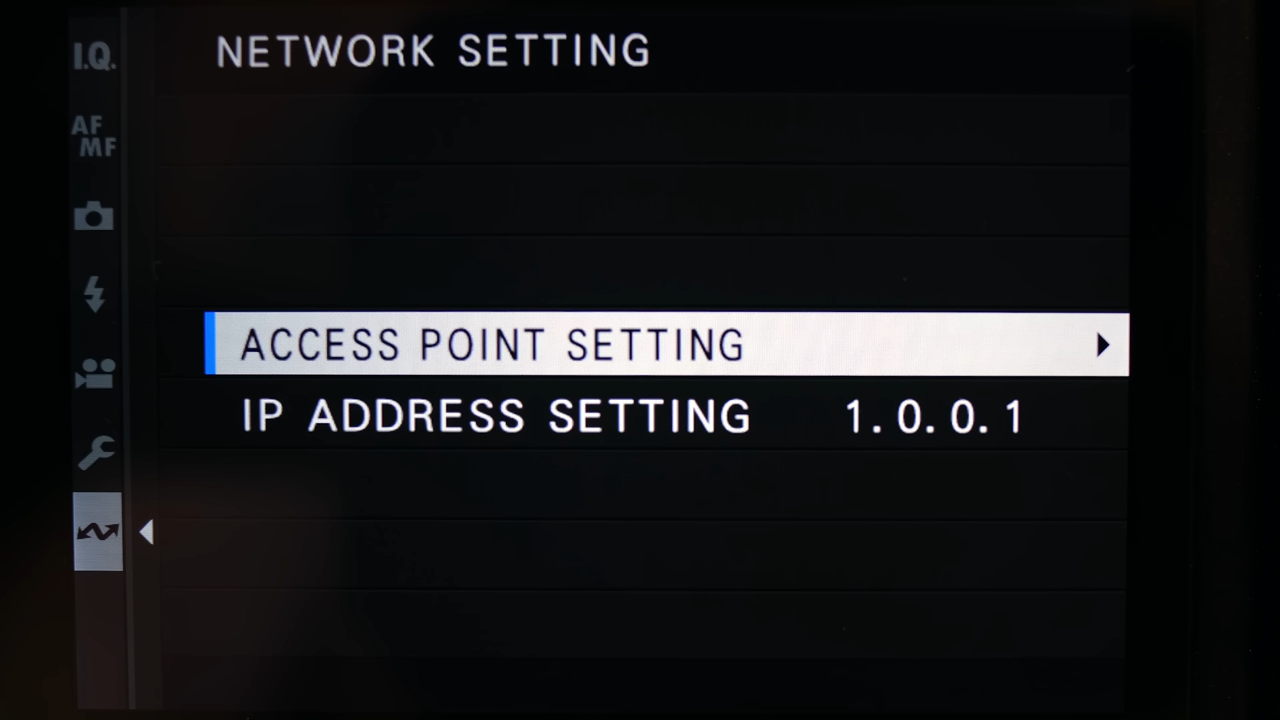 NETWORK SETTING
I.Q.
AF
MF
ACCESS POINT SETTING
IP ADDRESS SETTING 1.0.0.1